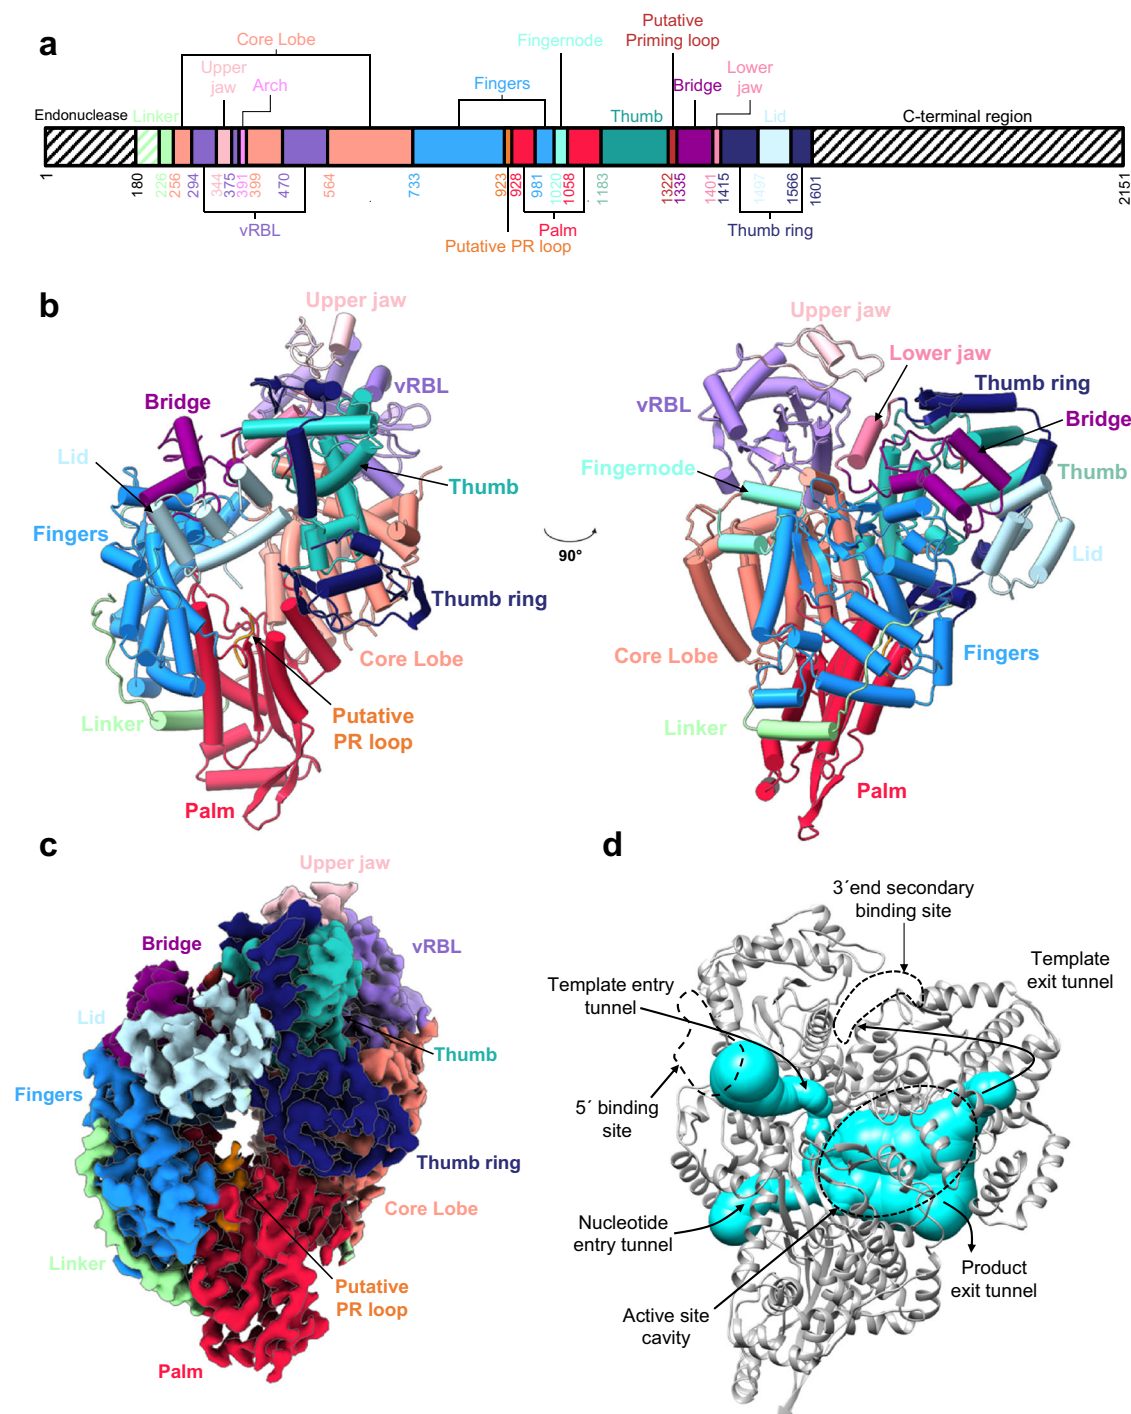 a
Core Lobe
Putative
Priming loop
Fingernode
Upper
jaw
Arch
Fingers
Bridge
Lower
jaw
Endonuclease
Linker
Thumb
Lid
C-terminal region
1
180
226
256
294
344
375
391
399
470
564
733
923
928
981
1020
1058
1183
1322
1335
1401
1415
1497
1566
1601
2151
vRBL
Putative PR loop
Palm
Thumb ring
b
Upper jaw
vRBL
Bridge
Lid
Thumb
Fingers
Thumb ring
Core Lobe
Linker
Putative
PR loop
Palm
90°
Upper jaw
Lower jaw
Thumb ring
vRBL
Bridge
Fingernode
Thumb
Lid
Core Lobe
Fingers
Linker
Palm
c
Upper jaw
Bridge
vRBL
Lid
Thumb
Fingers
Thumb ring
Core Lobe
Linker
Putative
PR loop
Palm
d
3´end secondary
binding site
Template
exit tunnel
Template entry
tunnel
5´ binding
site
Nucleotide
entry tunnel
Product
exit tunnel
Active site
cavity